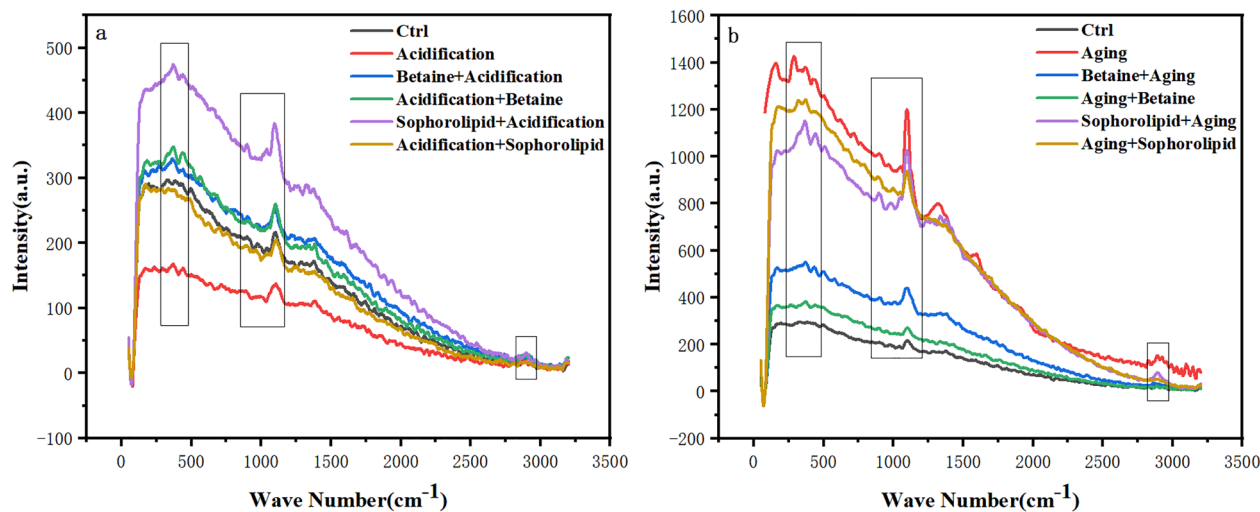 a
Ctrl
Acidification
Betaine+Acidification
Acidification+Betaine
Sophorolipid+Acidification
Acidification+Sophorolipid
500
400
300
200
100
0
−100
0
500
1000
1500
2000
2500
3000
3500
Intensity(a.u.)
Wave Number(cm⁻¹)
b
Ctrl
Aging
Betaine+Aging
Aging+Betaine
Sophorolipid+Aging
Aging+Sophorolipid
1600
1400
1200
1000
800
600
400
200
0
−200
0
500
1000
1500
2000
2500
3000
3500
Intensity(a.u.)
Wave Number(cm⁻¹)